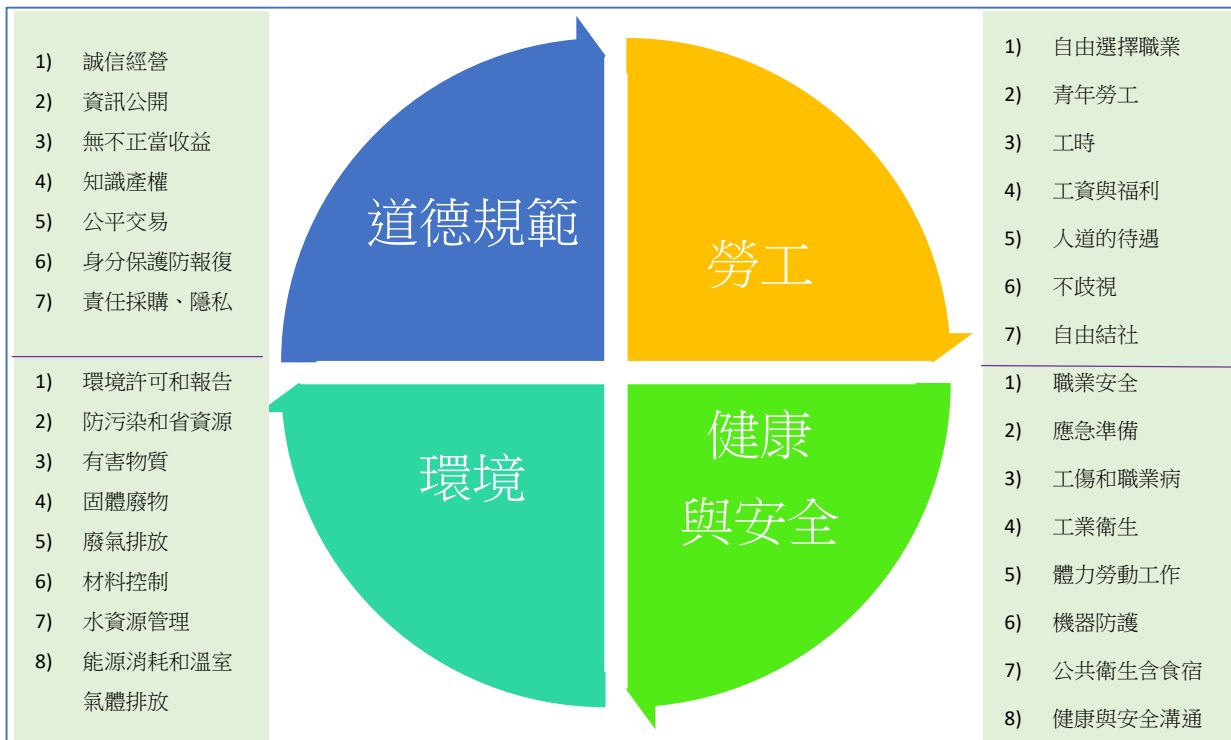 1) 誠信經營
2) 資訊公開
3) 無不正當收益
4) 知識產權
5) 公平交易
6) 身分保護防報復
7) 責任採購、隱私
道德規範
勞工
1) 自由選擇職業
2) 青年勞工
3) 工時
4) 工資與福利
5) 人道的待遇
6) 不歧視
7) 自由結社
1) 環境許可和報告
2) 防污染和省資源
3) 有害物質
4) 固體廢物
5) 廢氣排放
6) 材料控制
7) 水資源管理
8) 能源消耗和溫室
氣體排放
環境
健康
與安全
1) 職業安全
2) 應急準備
3) 工傷和職業病
4) 工業衛生
5) 體力勞動工作
6) 機器防護
7) 公共衛生含食宿
8) 健康與安全溝通